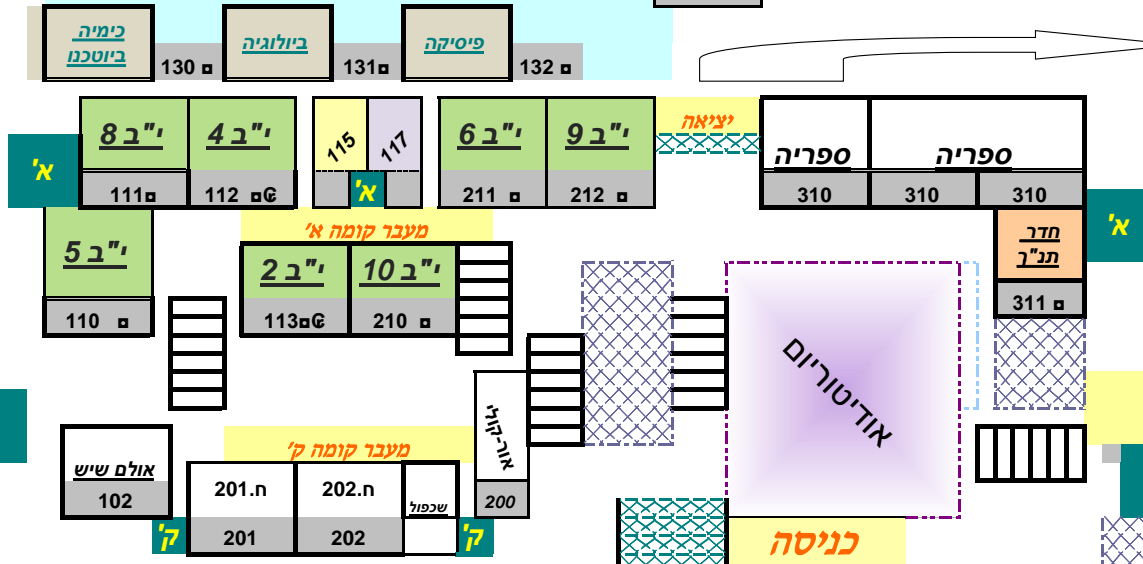 כימיה
ביוטכנו
130
ביולוגיה
131
פיסיקה
132
י"ב 8
111
י"ב 4
112
115
117
א'
א'
י"ב 6
211
י"ב 9
212
יציאה
ספריה
ספריה
310
310
310
א'
חדר
תנ"ך
311
מעבר קומה א'
י"ב 5
110
י"ב 2
113
י"ב 10
210
אודיטוריום
מעבר קומה ק'
אולם שיש
102
ק'
ח.201
201
ח.202
202
שכפול
ק'
אור-קולי
200
כניסה